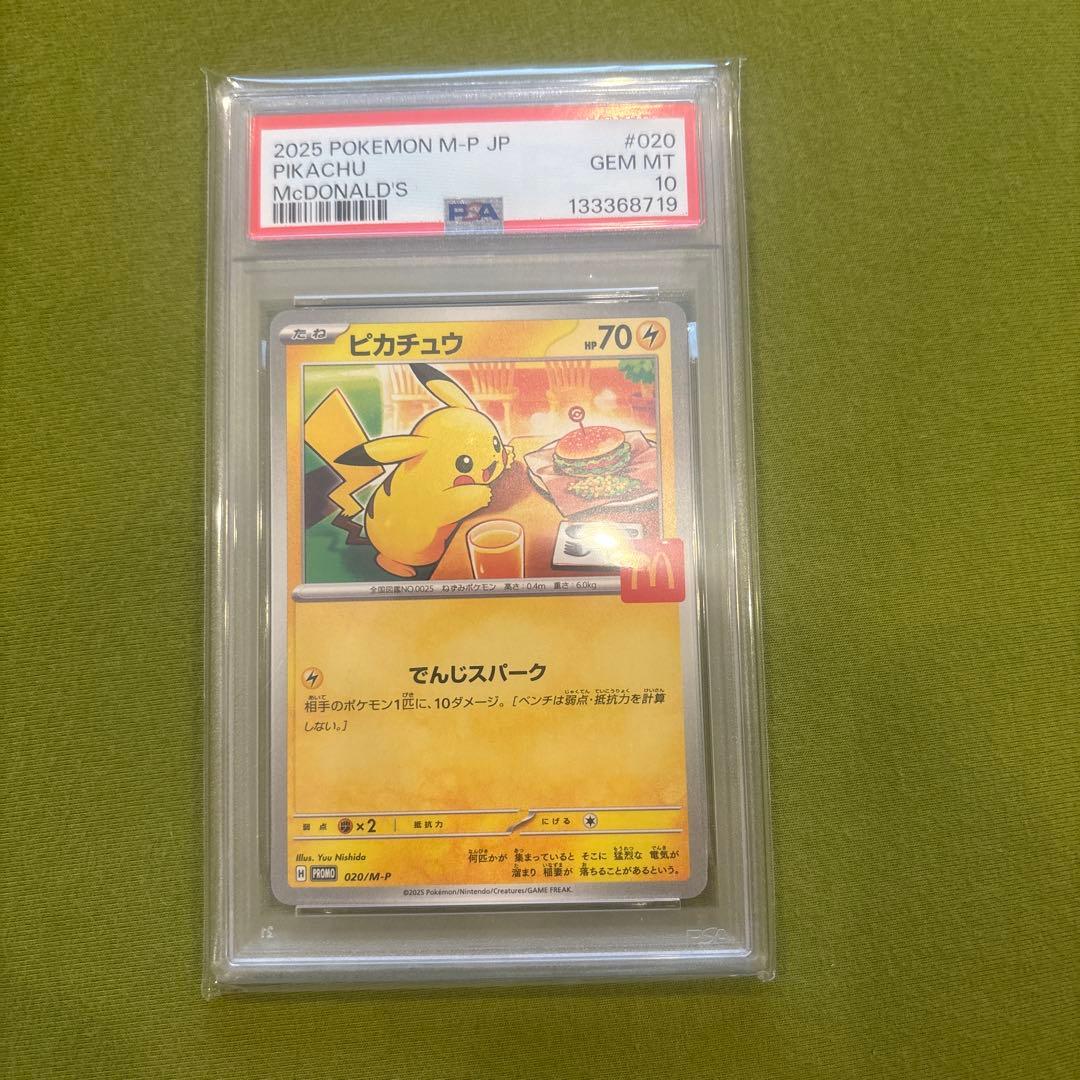 2025 POKEMON M-P JP #020
PIKACHU GEM MT
McDONALD'S 10
PSA 133368719
たね ピカチュウ HP70
全国図鑑NO.0025 ねずみポケモン 高さ:0.4m 重さ:6.0kg
でんじスパーク
相手のポケモン1匹に、10ダメージ。[ベンチは弱点・抵抗力を計算
しない。]
弱点 ×2 抵抗力 にげる
Illus. Yuu Nishida
何匹かが 集まっていると そこに 猛烈な 電気が
溜まり 稲妻が 落ちることがあるという。
H PROMO 020/M-P
©2025 Pokémon/Nintendo/Creatures/GAME FREAK.